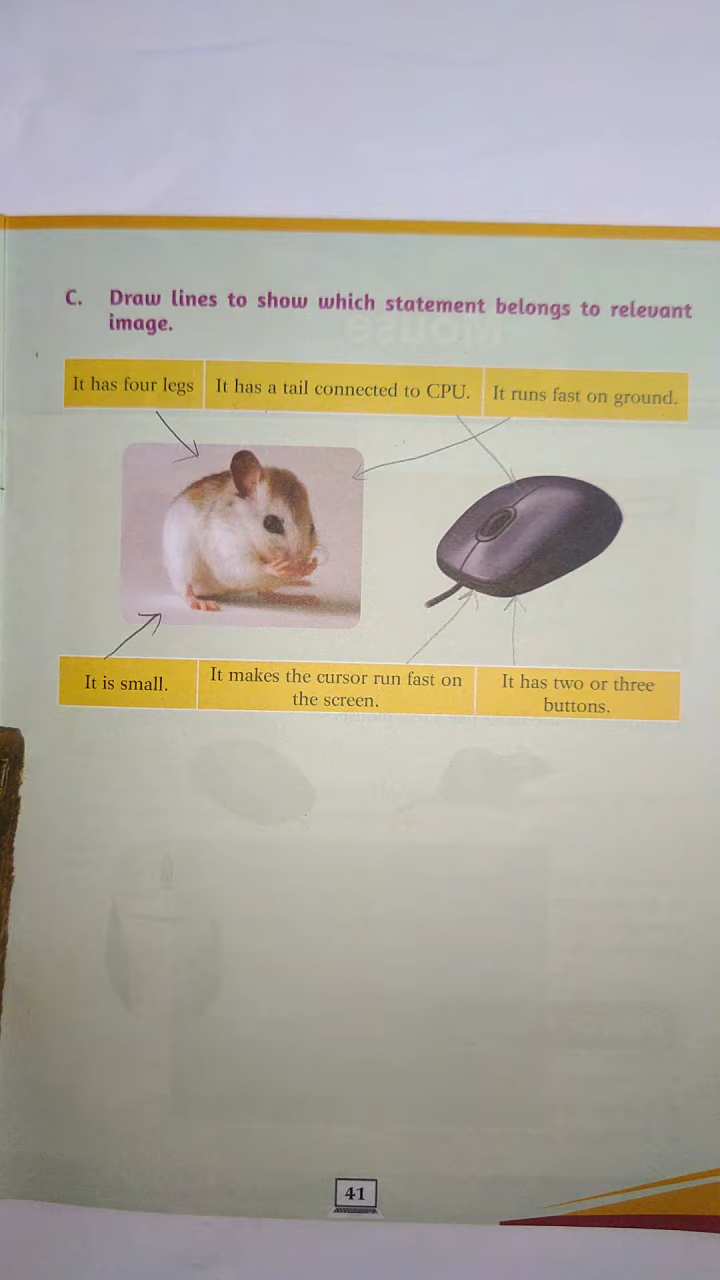 C. Draw lines to show which statement belongs to relevant
image.
It has four legs
It has a tail connected to CPU.
It runs fast on ground.
It is small.
It makes the cursor run fast on
the screen.
It has two or three
buttons.
41